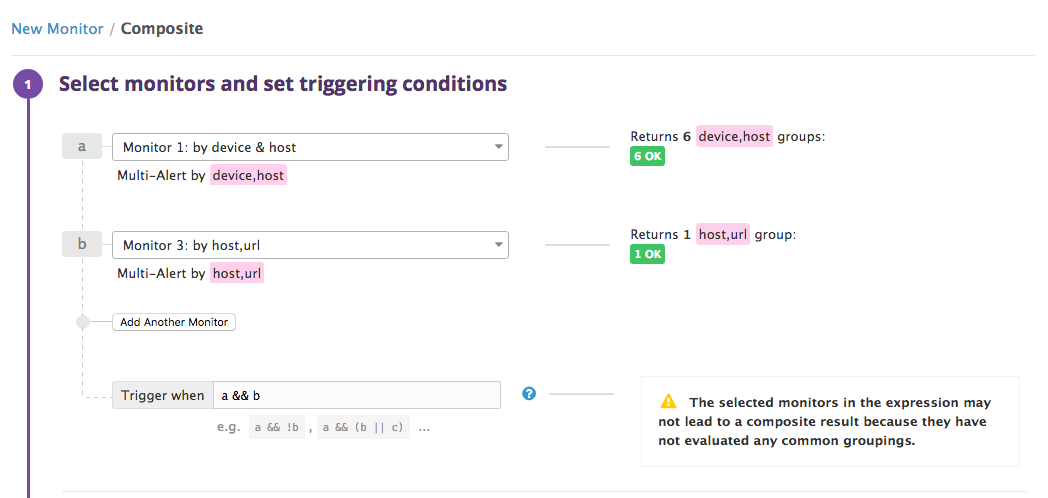 New Monitor / Composite
1 Select monitors and set triggering conditions
a Monitor 1: by device & host
Multi-Alert by device,host
Returns 6 device,host groups:
6 OK
b Monitor 3: by host,url
Multi-Alert by host,url
Returns 1 host,url group:
1 OK
Add Another Monitor
Trigger when a && b ?
e.g. a && !b , a && (b || c) ...
The selected monitors in the expression may
not lead to a composite result because they have
not evaluated any common groupings.